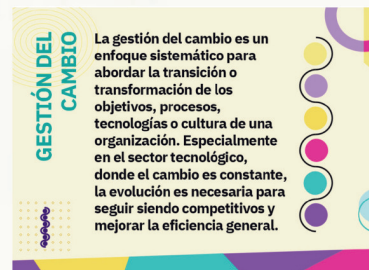 GESTIÓN DEL
CAMBIO
La gestión del cambio es un
enfoque sistemático para
abordar la transición o
transformación de los
objetivos, procesos,
tecnologías o cultura de una
organización. Especialmente
en el sector tecnológico,
donde el cambio es constante,
la evolución es necesaria para
seguir siendo competitivos y
mejorar la eficiencia general.